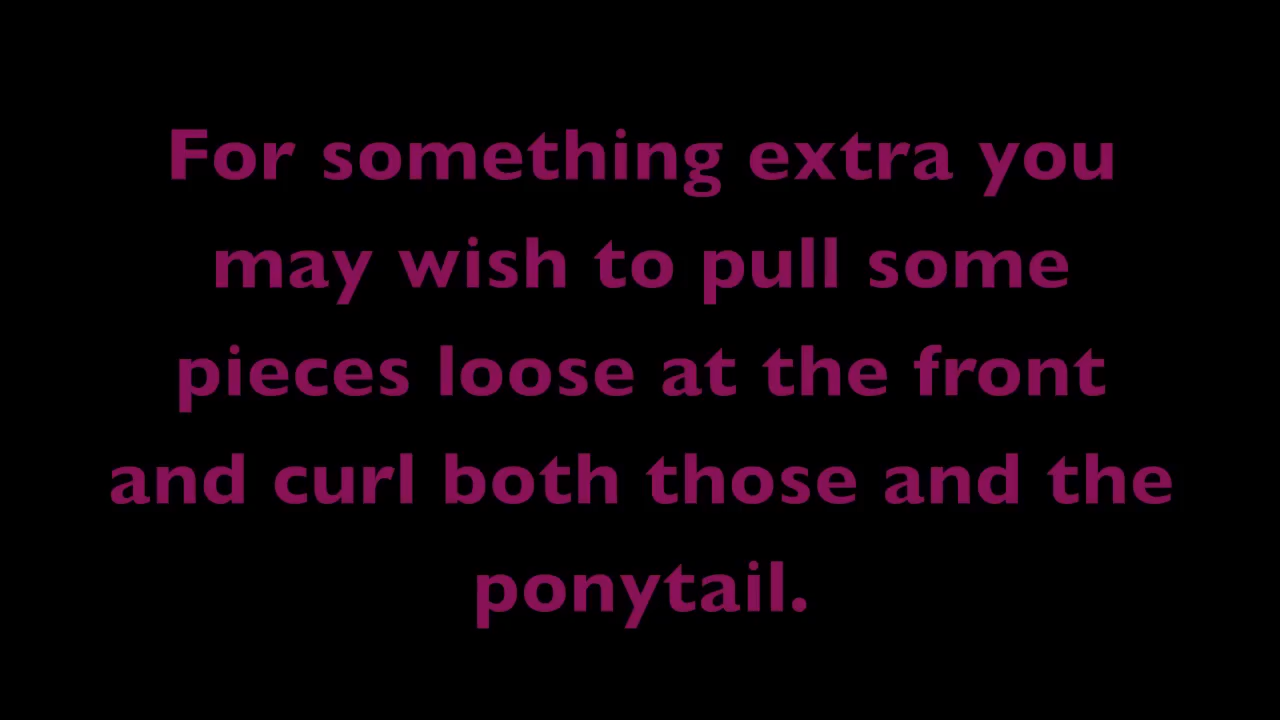 For something extra you
may wish to pull some
pieces loose at the front
and curl both those and the
ponytail.